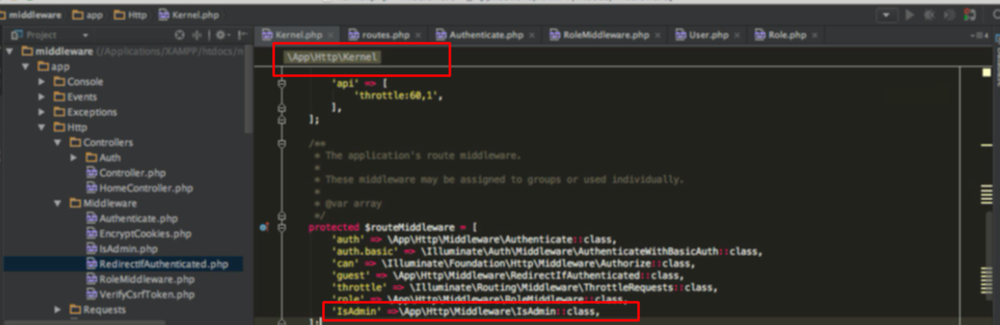 middleware app Http Kernel.php
Project
Kernel.php routes.php Authenticate.php RoleMiddleware.php User.php Role.php
middleware (/Applications/XAMPP/htdocs/m
app
Console
Events
Exceptions
Http
Controllers
Auth
Controller.php
HomeController.php
Middleware
Authenticate.php
EncryptCookies.php
IsAdmin.php
RedirectIfAuthenticated.php
RoleMiddleware.php
VerifyCsrfToken.php
Requests
\App\Http\Kernel
'api' => [
'throttle:60,1',
],
];
/**
* The application's route middleware.
*
* These middleware may be assigned to groups or used individually.
*
* @var array
*/
protected $routeMiddleware = [
'auth' => \App\Http\Middleware\Authenticate::class,
'auth.basic' => \Illuminate\Auth\Middleware\AuthenticateWithBasicAuth::class,
'can' => \Illuminate\Foundation\Http\Middleware\Authorize::class,
'guest' => \App\Http\Middleware\RedirectIfAuthenticated::class,
'throttle' => \Illuminate\Routing\Middleware\ThrottleRequests::class,
'role' => \App\Http\Middleware\RoleMiddleware::class,
'IsAdmin' =>\App\Http\Middleware\IsAdmin::class,
];